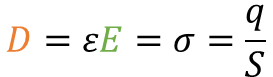 D = εE = σ = q/S